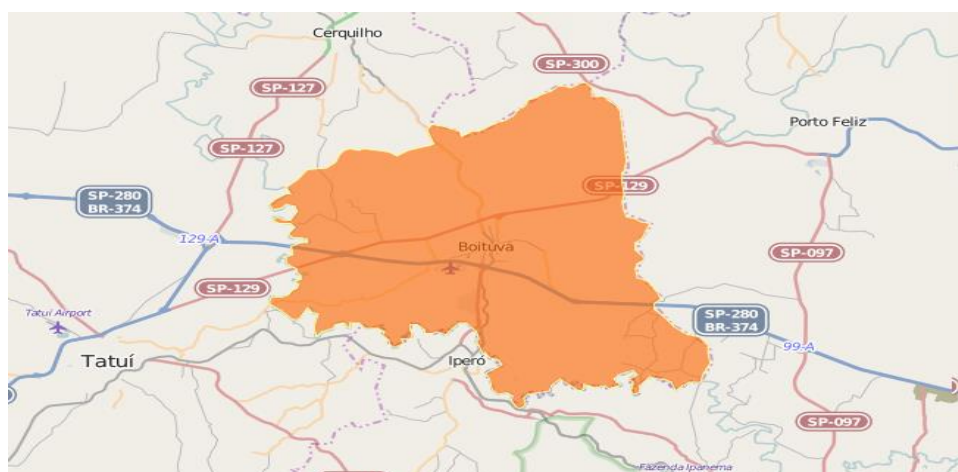 Cerquilho
SP-300
SP-127
Porto Feliz
SP-127
SP-129
SP-280
BR-374
129-A
Boituva
SP-097
SP-129
Tatuí Airport
SP-280
BR-374
99-A
Tatuí
Iperó
SP-097
Fazenda Ipanema